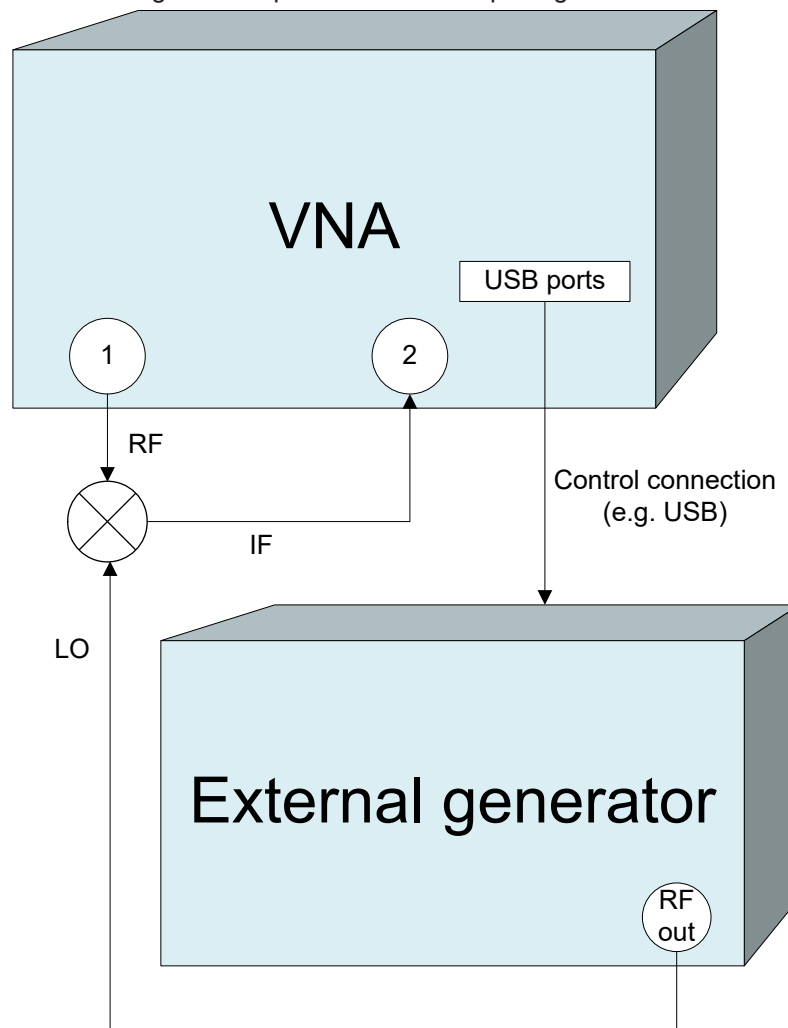 VNA
USB ports
1
2
RF
IF
Control connection
(e.g. USB)
LO
External generator
RF
out